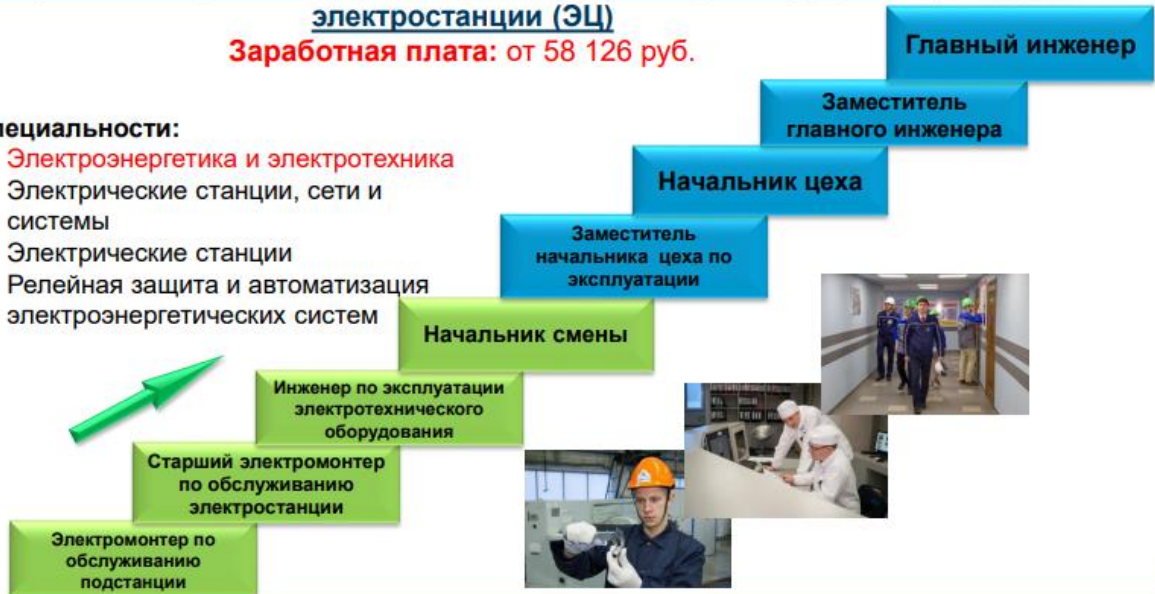 электростанции (ЭЦ)
Заработная плата: от 58 126 руб.
пециальности:
Электроэнергетика и электротехника
Электрические станции, сети и
системы
Электрические станции
Релейная защита и автоматизация
электроэнергетических систем
Главный инженер
Заместитель
главного инженера
Начальник цеха
Заместитель
начальника цеха по
эксплуатации
Начальник смены
Инженер по эксплуатации
электротехнического
оборудования
Старший электромонтер
по обслуживанию
электростанции
Электромонтер по
обслуживанию
подстанции